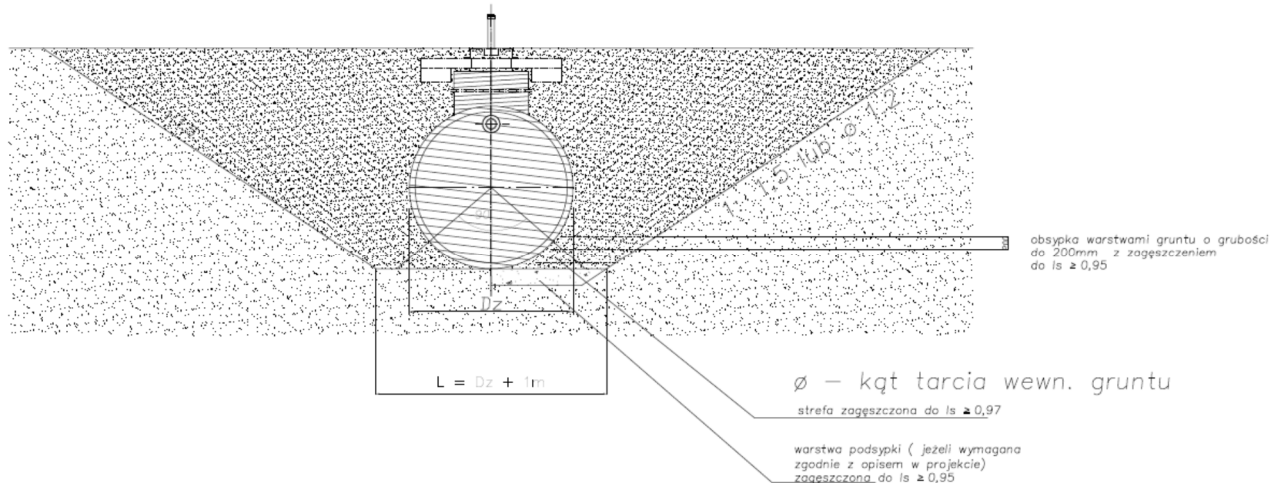 1 : 1.5 lub ø 1.2
90
obsypka warstwami gruntu o grubości
do 200mm z zagęszczeniem
do Is ≥ 0,95
Dz
L = Dz + 1m
ø – kąt tarcia wewn. gruntu
strefa zagęszczona do Is ≥ 0,97
warstwa podsypki ( jeżeli wymagana
zgodnie z opisem w projekcie)
zagęszczona do Is ≥ 0,95